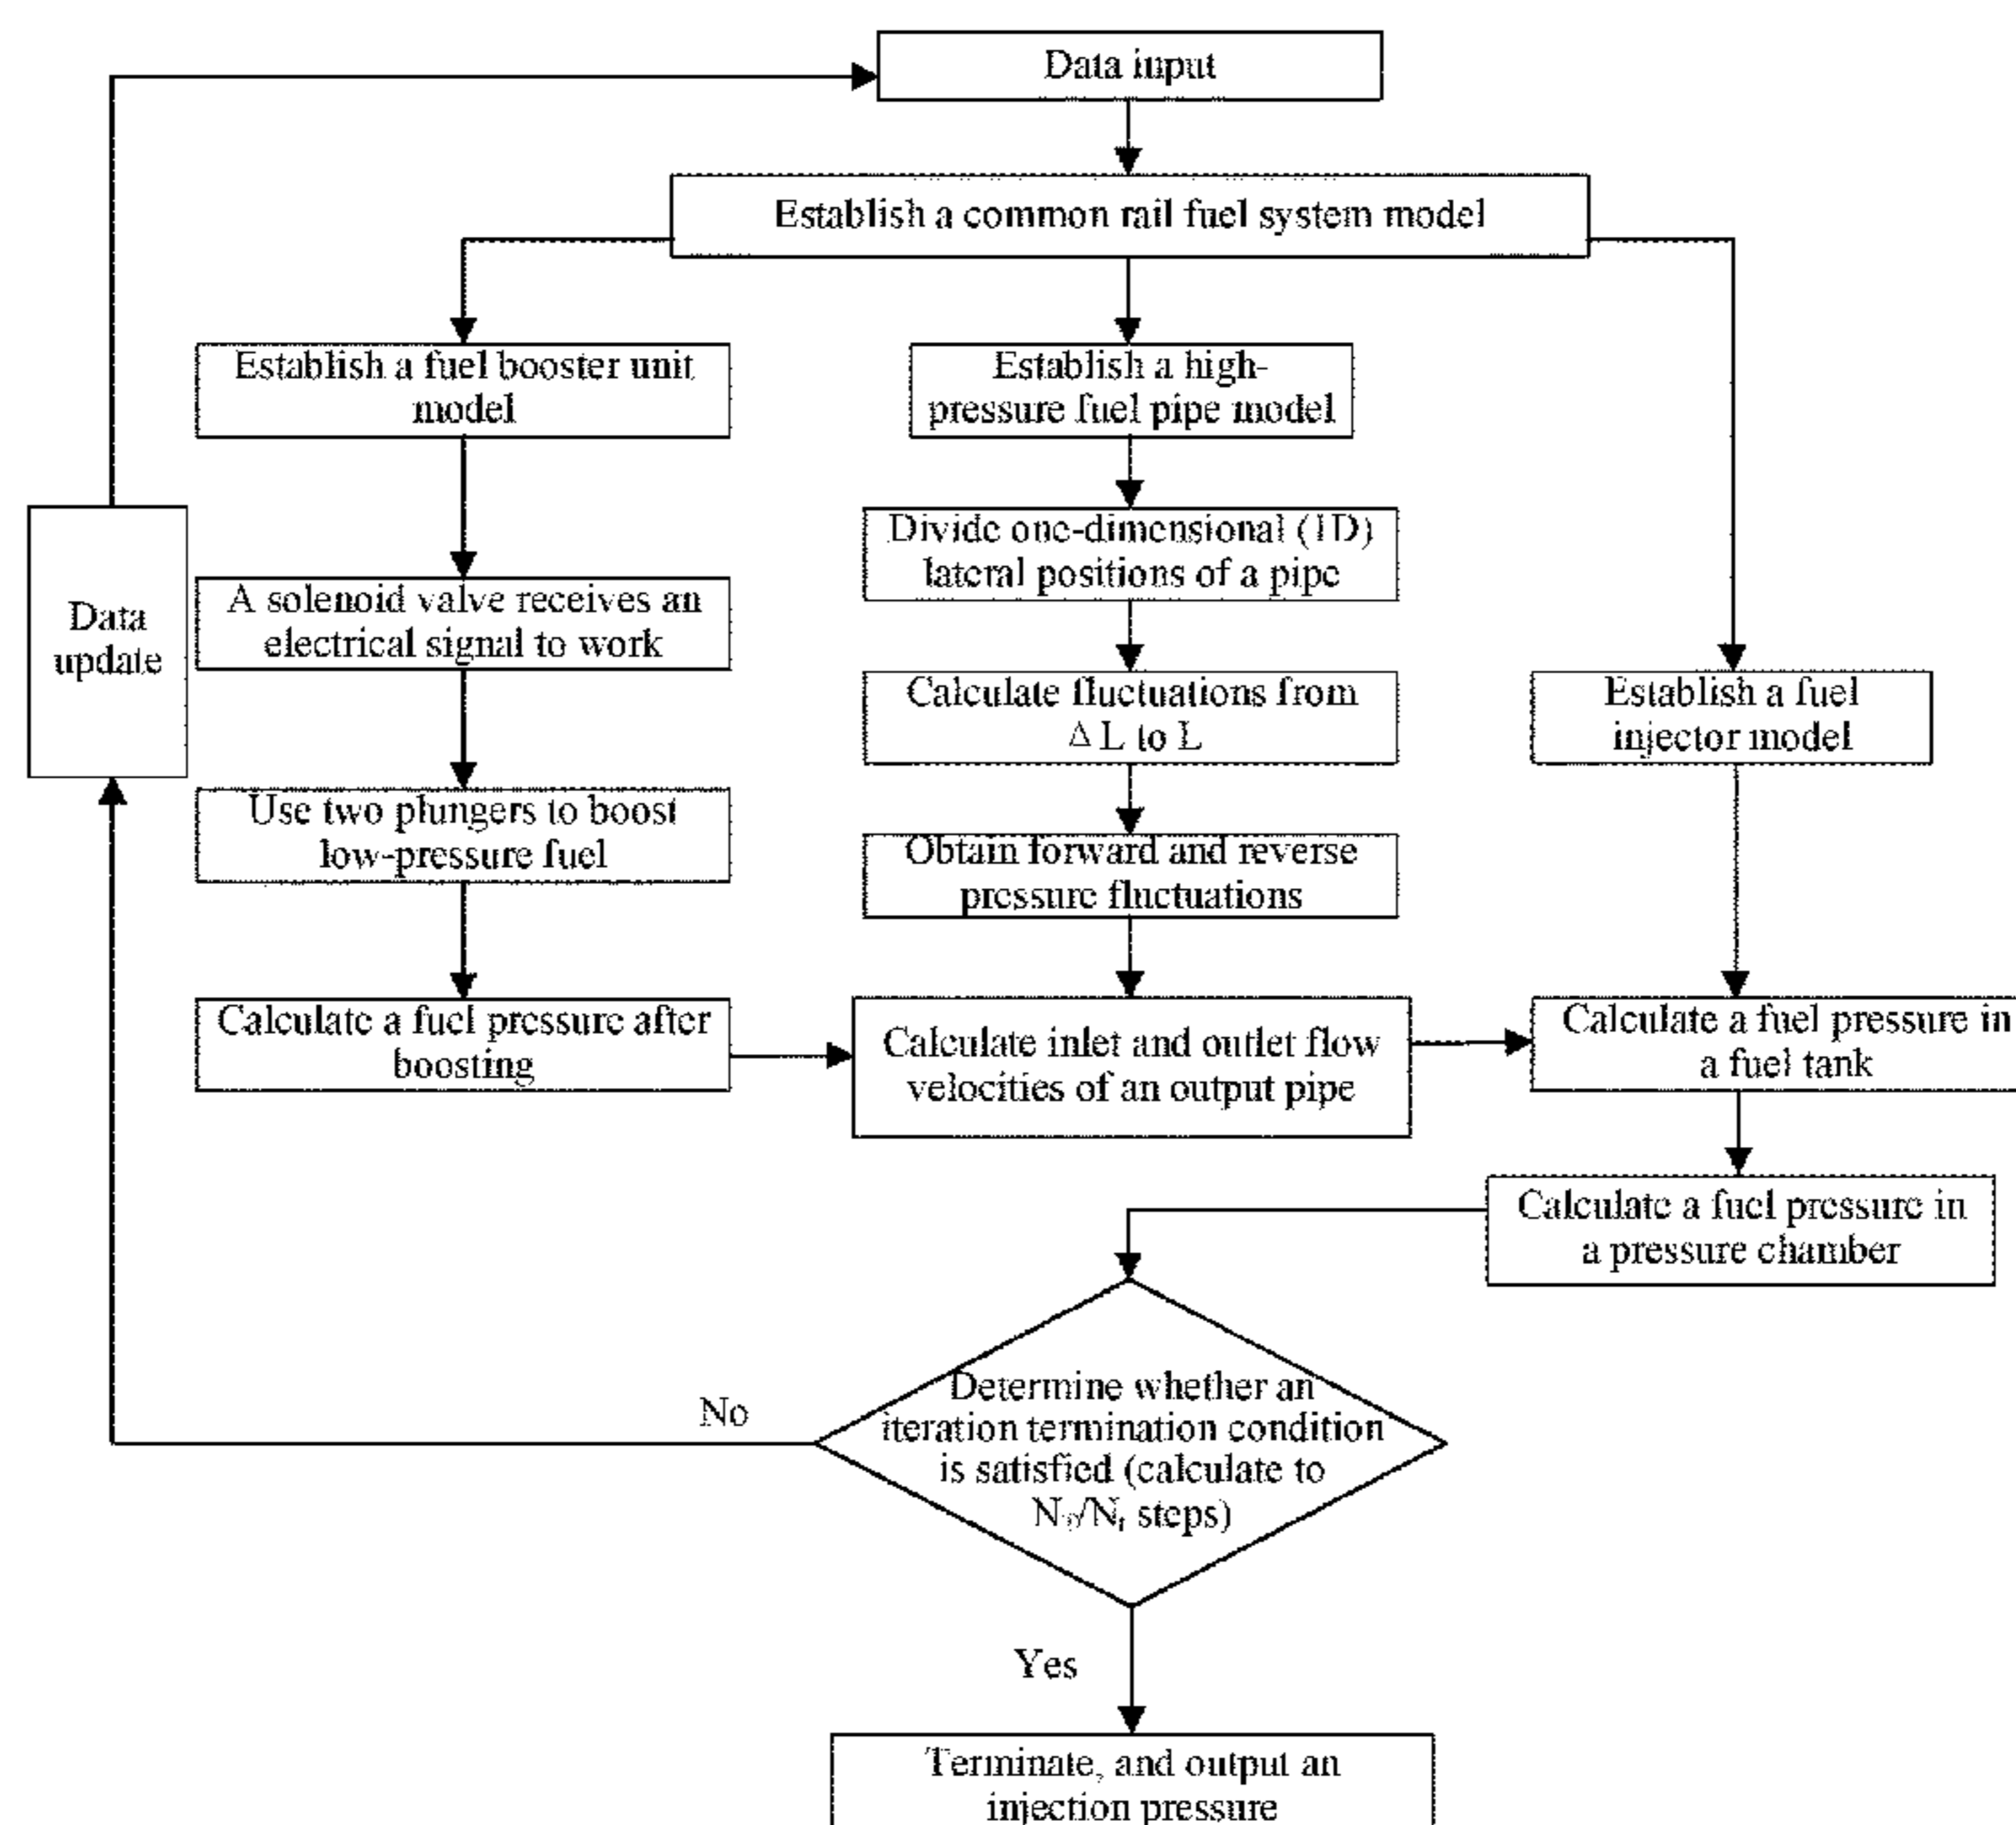 Data input
Establish a common rail fuel system model
Establish a fuel booster unit
model
Establish a high-
pressure fuel pipe model
Divide one-dimensional (1D)
lateral positions of a pipe
Data
update
A solenoid valve receives an
electrical signal to work
Calculate fluctuations from
Δ L to L
Establish a fuel
injector model
Use two plungers to boost
low-pressure fuel
Obtain forward and reverse
pressure fluctuations
Calculate a fuel pressure after
boosting
Calculate inlet and outlet flow
velocities of an output pipe
Calculate a fuel pressure in
a fuel tank
Calculate a fuel pressure in
a pressure chamber
Determine whether an
iteration termination condition
is satisfied (calculate to
steps)
No
Yes
Terminate, and output an
injection pressure